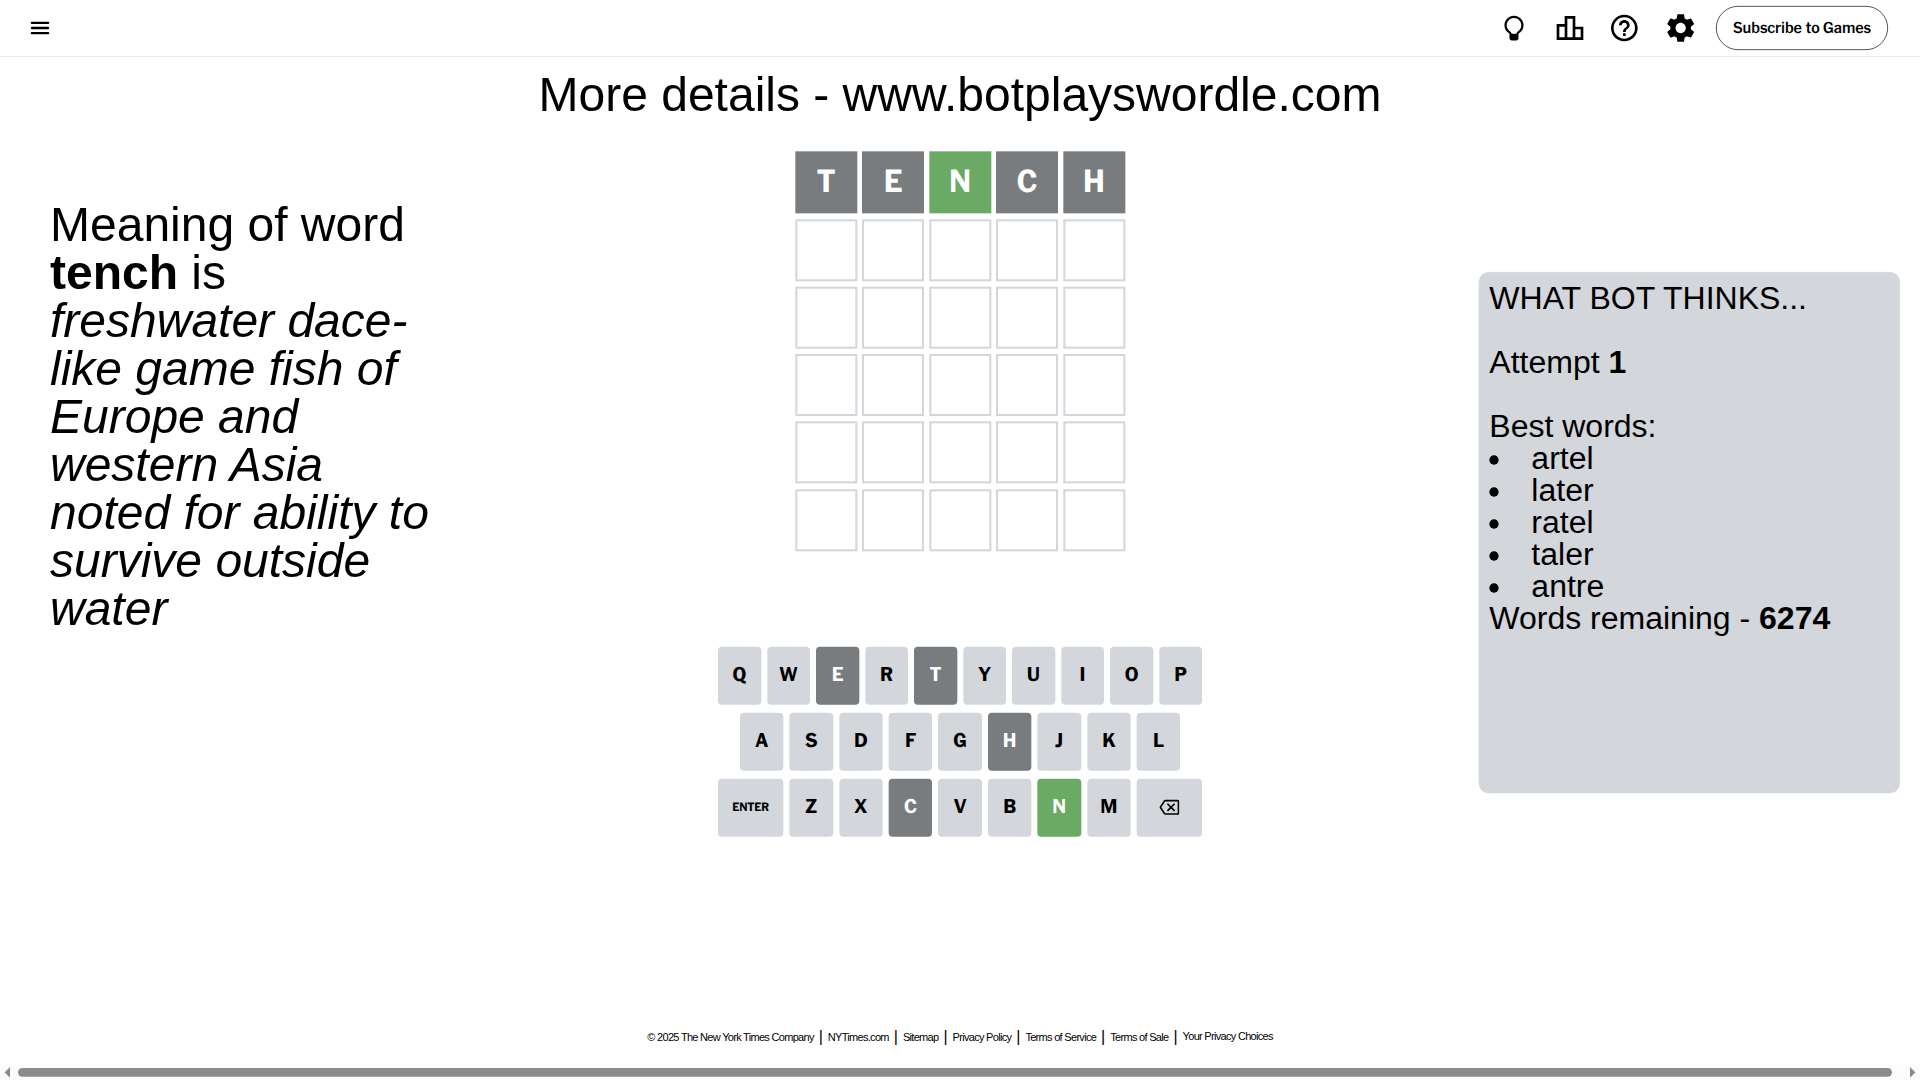 Subscribe to Games
More details - www.botplayswordle.com
Meaning of word
tench is
freshwater dace-
like game fish of
Europe and
western Asia
noted for ability to
survive outside
water
T E N C H
WHAT BOT THINKS...
Attempt 1
Best words:
• artel
• later
• ratel
• taler
• antre
Words remaining - 6274
Q W E R T Y U I O P
A S D F G H J K L
ENTER Z X C V B N M
© 2025 The New York Times Company | NYTimes.com | Sitemap | Privacy Policy | Terms of Service | Terms of Sale | Your Privacy Choices